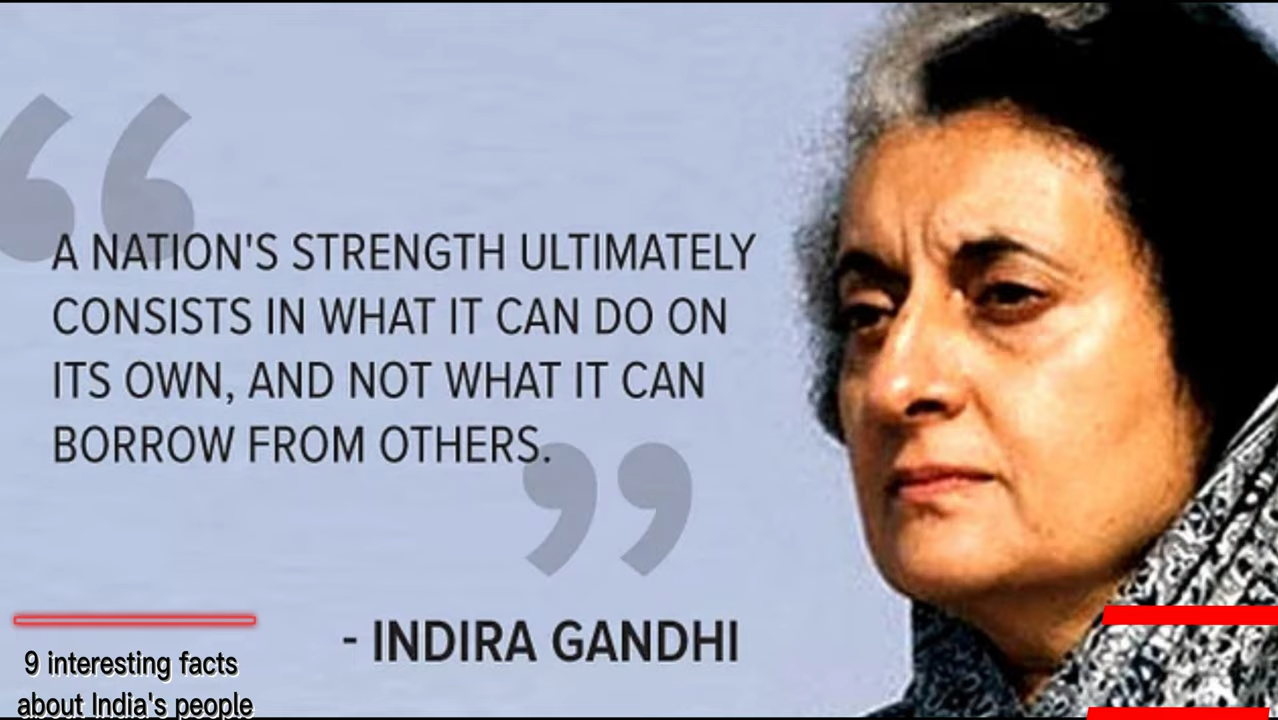 A NATION'S STRENGTH ULTIMATELY
CONSISTS IN WHAT IT CAN DO ON
ITS OWN, AND NOT WHAT IT CAN
BORROW FROM OTHERS.
- INDIRA GANDHI
9 interesting facts
about India's people